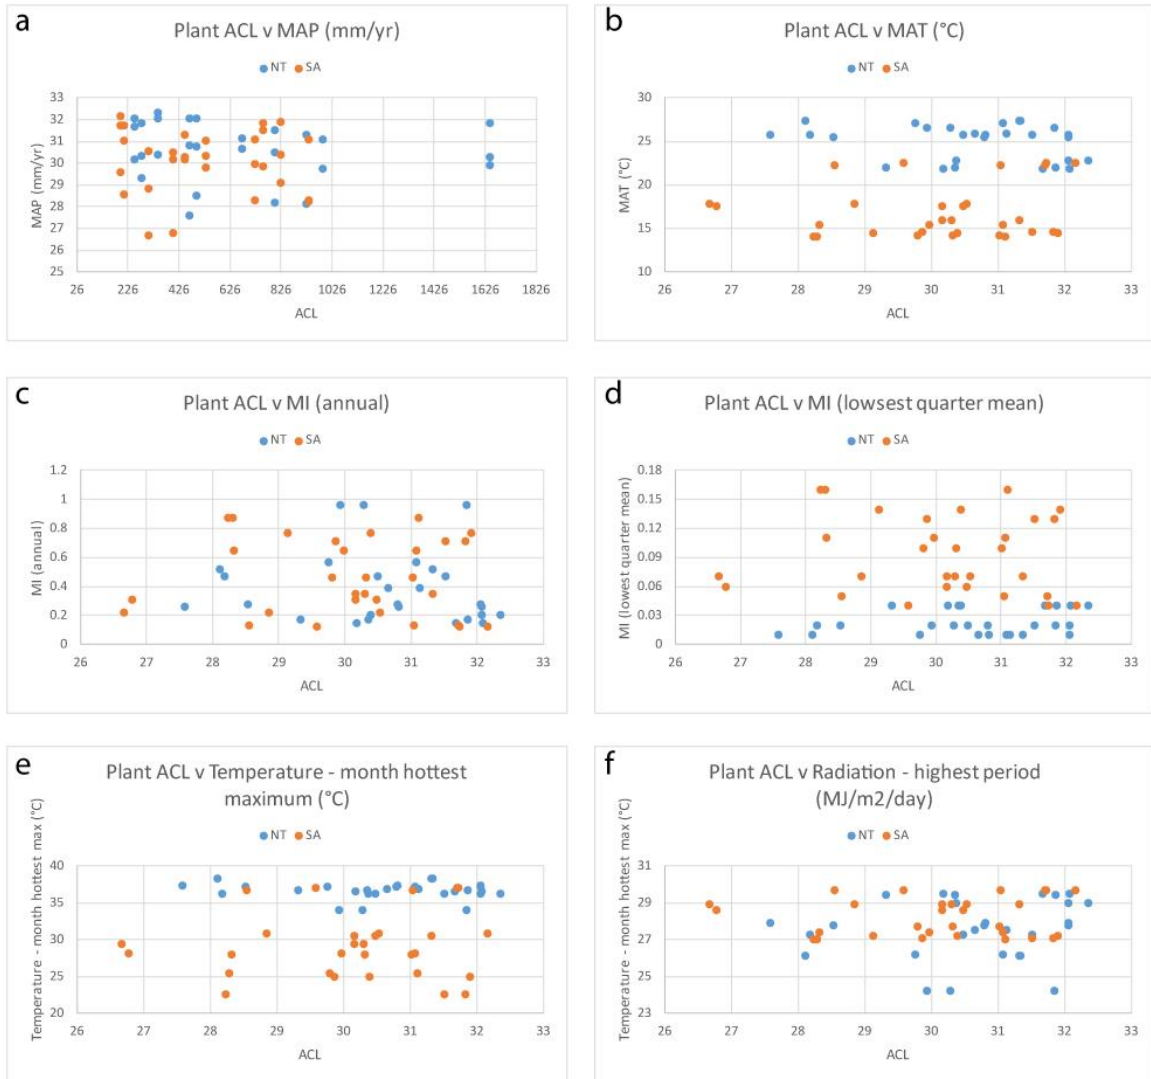 a
Plant ACL v MAP (mm/yr)
NT SA
MAP (mm/yr)
33
32
31
30
29
28
27
26
25
26 226 426 626 826 1026 1226 1426 1626 1826
ACL
b
Plant ACL v MAT (°C)
NT SA
MAT (°C)
30
25
20
15
10
26 27 28 29 30 31 32 33
ACL
c
Plant ACL v MI (annual)
NT SA
MI (annual)
1.2
1
0.8
0.6
0.4
0.2
0
26 27 28 29 30 31 32 33
ACL
d
Plant ACL v MI (lowsest quarter mean)
NT SA
MI (lowest quarter mean)
0.18
0.15
0.12
0.09
0.06
0.03
0
26 27 28 29 30 31 32 33
ACL
e
Plant ACL v Temperature - month hottest
maximum (°C)
NT SA
Temperature - month hottest max (°C)
40
35
30
25
20
26 27 28 29 30 31 32 33
ACL
f
Plant ACL v Radiation - highest period
(MJ/m2/day)
NT SA
Temperature - month hottest max (°C)
31
29
27
25
23
26 27 28 29 30 31 32 33
ACL